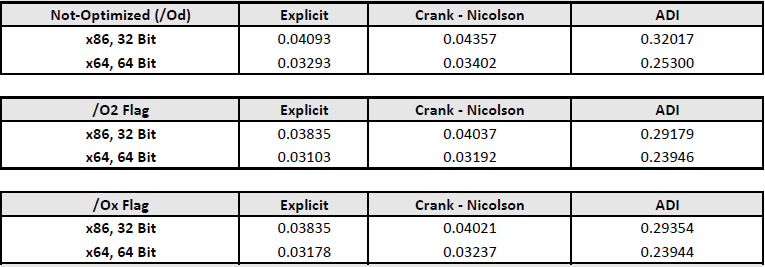 Not-Optimized (/Od) Explicit Crank - Nicolson ADI
x86, 32 Bit 0.04093 0.04357 0.32017
x64, 64 Bit 0.03293 0.03402 0.25300
/O2 Flag Explicit Crank - Nicolson ADI
x86, 32 Bit 0.03835 0.04037 0.29179
x64, 64 Bit 0.03103 0.03192 0.23946
/Ox Flag Explicit Crank - Nicolson ADI
x86, 32 Bit 0.03835 0.04021 0.29354
x64, 64 Bit 0.03178 0.03237 0.23944